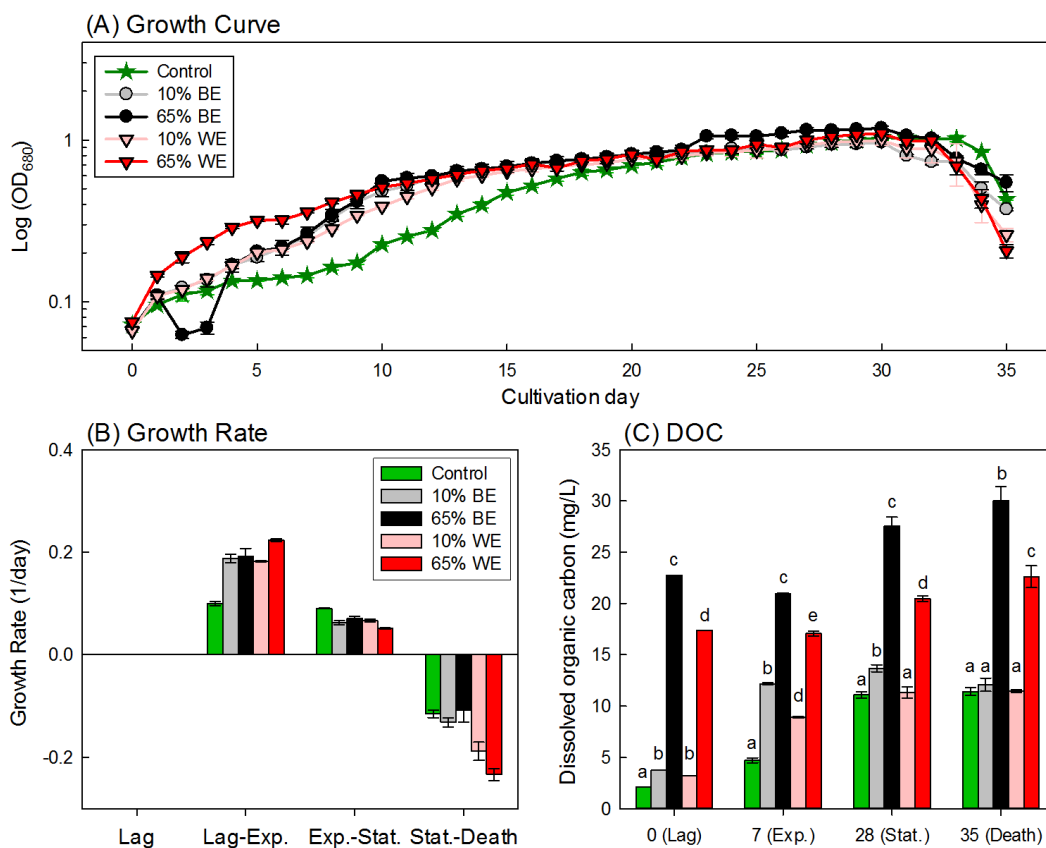 (A) Growth Curve
Log (OD680)
1
0.1
Control
10% BE
65% BE
10% WE
65% WE
0 5 10 15 20 25 30 35
Cultivation day
(B) Growth Rate
Growth Rate (1/day)
0.4
0.2
0.0
-0.2
Control
10% BE
65% BE
10% WE
65% WE
Lag Lag-Exp. Exp.-Stat. Stat.-Death
(C) DOC
Dissolved organic carbon (mg/L)
35
30
25
20
15
10
5
0
a b c b d
a b c d e
a b c a d
a a b a c
0 (Lag) 7 (Exp.) 28 (Stat.) 35 (Death)